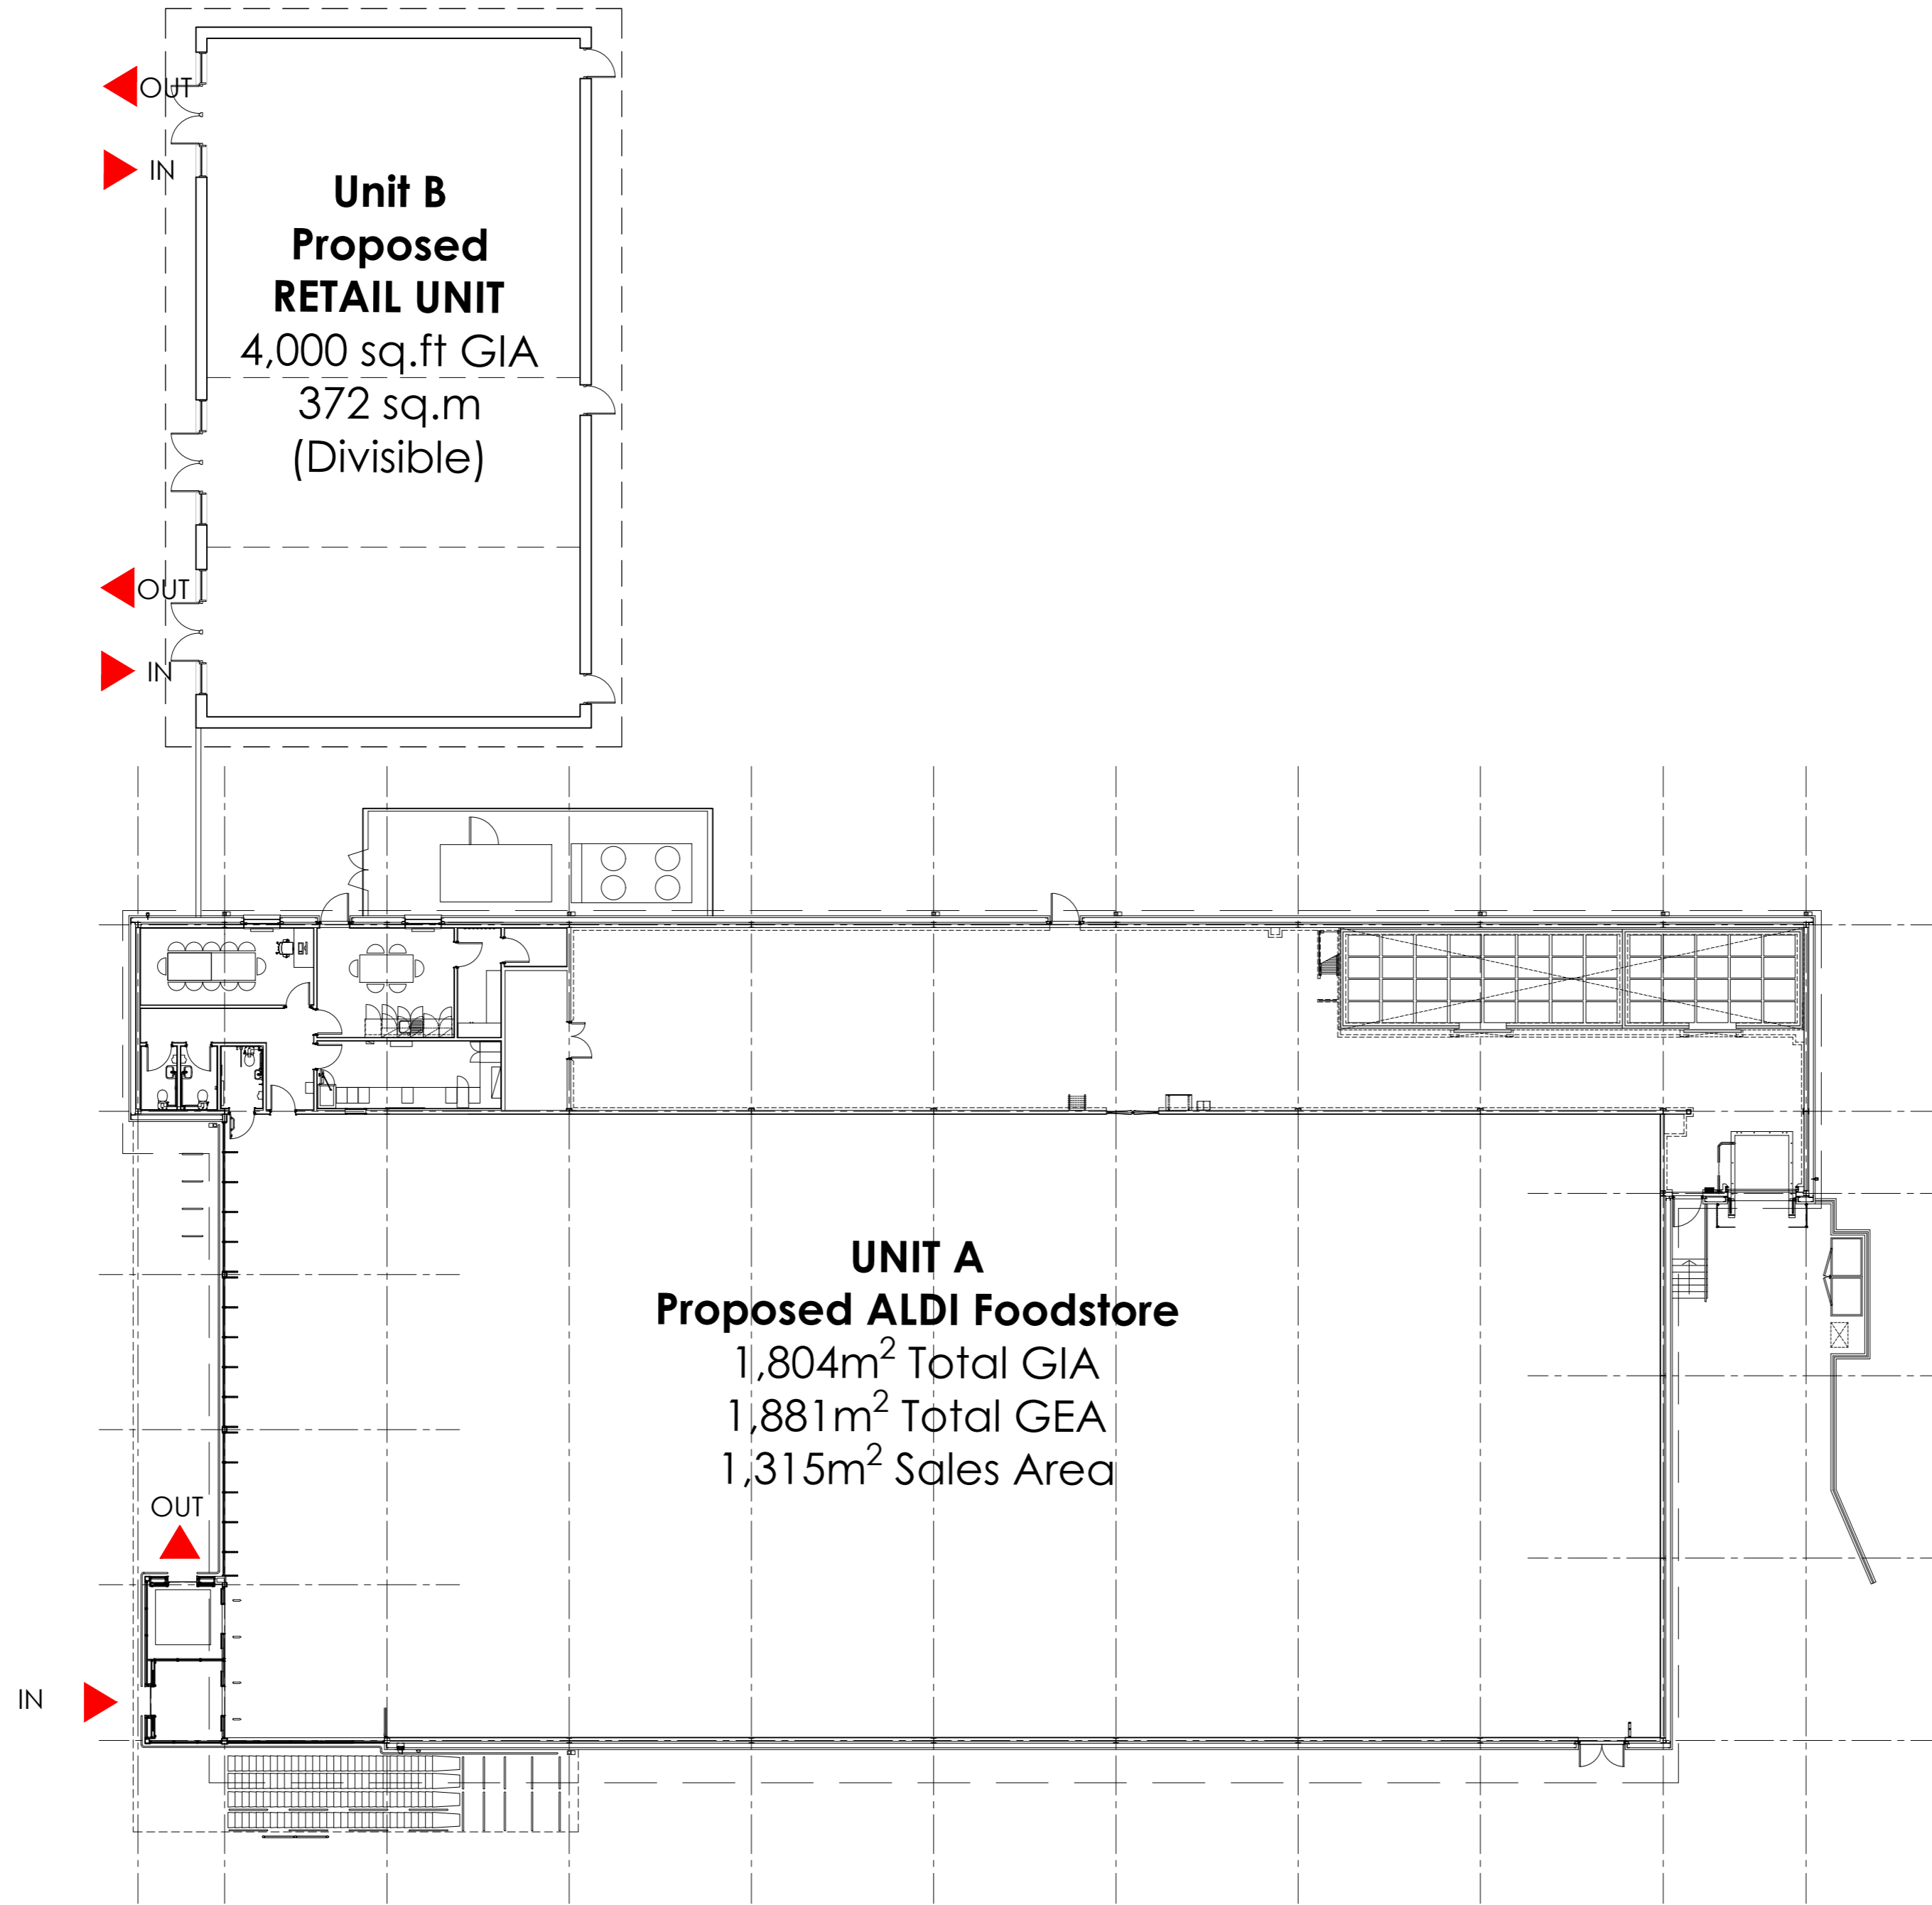 OUT
IN
Unit B
Proposed
RETAIL UNIT
4,000 sq.ft GIA
372 sq.m
(Divisible)
OUT
IN
UNIT A
Proposed ALDI Foodstore
1,804m² Total GIA
1,881m² Total GEA
1,315m² Sales Area
OUT
IN